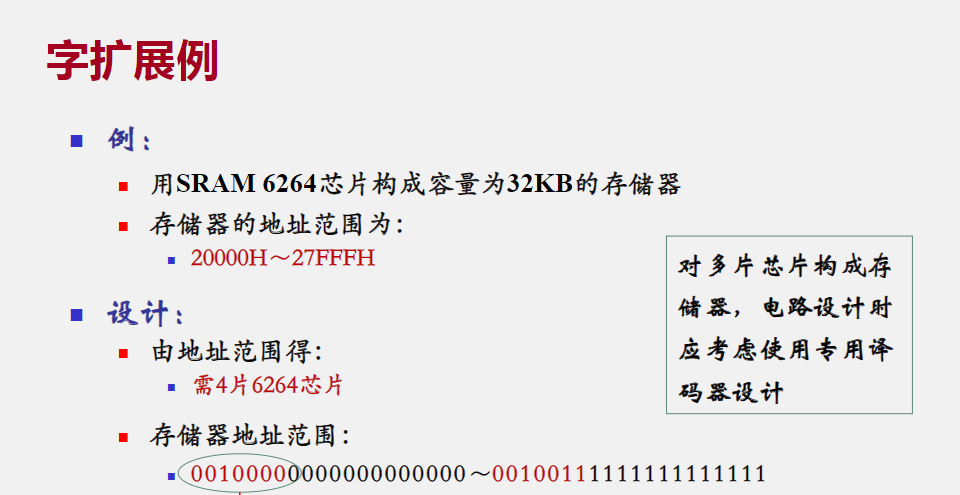 字扩展例
例：
用SRAM 6264芯片构成容量为32KB的存储器
存储器的地址范围为：
20000H～27FFFH
设计：
由地址范围得：
需4片6264芯片
存储器地址范围：
00100000000000000000～00100111111111111111
对多片芯片构成存
储器，电路设计时
应考虑使用专用译
码器设计